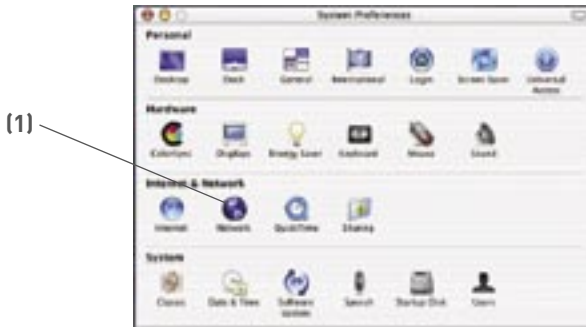 System Preferences
Personal
Desktop Dock General International Login Screen Saver Universal Access
Hardware
ColorSync Displays Energy Saver Keyboard Mouse Sound
(1)
Internet & Network
Internet Network QuickTime Sharing
System
Classic Date & Time Software Update Speech Startup Disk Users